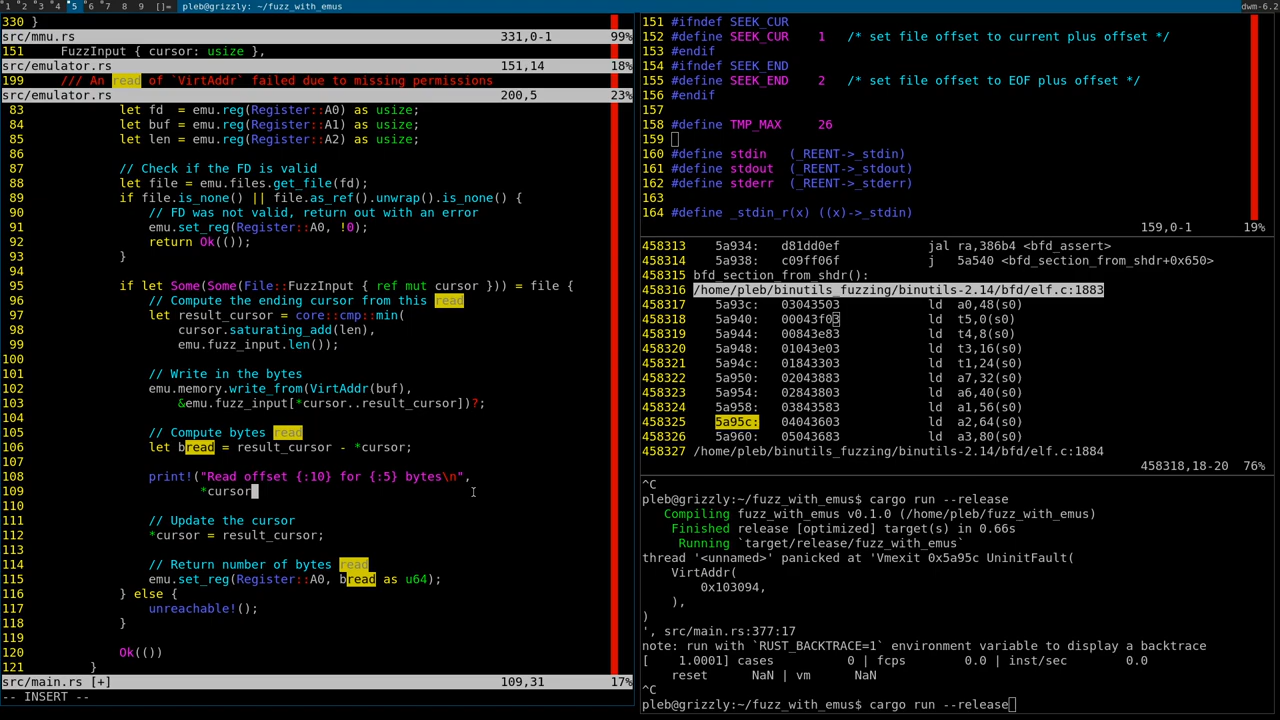 1 2 3 4 5 6 7 8 9 []= pleb@grizzly: ~/fuzz_with_emus dwm-6.2
330 }
src/mmu.rs 331,0-1 99%
151 FuzzInput { cursor: usize },
src/emulator.rs 151,14 18%
199 /// An read of `VirtAddr` failed due to missing permissions
src/emulator.rs 200,5 23%
83 let fd  = emu.reg(Register::A0) as usize;
84 let buf = emu.reg(Register::A1) as usize;
85 let len = emu.reg(Register::A2) as usize;
86
87 // Check if the FD is valid
88 let file = emu.files.get_file(fd);
89 if file.is_none() || file.as_ref().unwrap().is_none() {
90 // FD was not valid, return out with an error
91 emu.set_reg(Register::A0, !0);
92 return Ok(());
93 }
94
95 if let Some(Some(File::FuzzInput { ref mut cursor })) = file {
96 // Compute the ending cursor from this read
97 let result_cursor = core::cmp::min(
98 cursor.saturating_add(len),
99 emu.fuzz_input.len());
100
101 // Write in the bytes
102 emu.memory.write_from(VirtAddr(buf),
103 &emu.fuzz_input[*cursor..result_cursor])?;
104
105 // Compute bytes read
106 let bread = result_cursor - *cursor;
107
108 print!("Read offset {:10} for {:5} bytes\n",
109 *cursor
110
111 // Update the cursor
112 *cursor = result_cursor;
113
114 // Return number of bytes read
115 emu.set_reg(Register::A0, bread as u64);
116 } else {
117 unreachable!();
118 }
119
120 Ok(())
121 }
src/main.rs [+] 109,31 17%
-- INSERT --
151 #ifndef SEEK_CUR
152 #define SEEK_CUR 1 /* set file offset to current plus offset */
153 #endif
154 #ifndef SEEK_END
155 #define SEEK_END 2 /* set file offset to EOF plus offset */
156 #endif
157
158 #define TMP_MAX 26
159
160 #define stdin (_REENT->_stdin)
161 #define stdout (_REENT->_stdout)
162 #define stderr (_REENT->_stderr)
163
164 #define _stdin_r(x) ((x)->_stdin)
159,0-1 19%
458313 5a934: d81dd0ef jal ra,386b4 <bfd_assert>
458314 5a938: c09ff06f j 5a540 <bfd_section_from_shdr+0x650>
458315 bfd_section_from_shdr():
458316 /home/pleb/binutils_fuzzing/binutils-2.14/bfd/elf.c:1883
458317 5a93c: 03043503 ld a0,48(s0)
458318 5a940: 00043f03 ld t5,0(s0)
458319 5a944: 00843e83 ld t4,8(s0)
458320 5a948: 01043e03 ld t3,16(s0)
458321 5a94c: 01843303 ld t1,24(s0)
458322 5a950: 02043883 ld a7,32(s0)
458323 5a954: 02843803 ld a6,40(s0)
458324 5a958: 03843583 ld a1,56(s0)
458325 5a95c: 04043603 ld a2,64(s0)
458326 5a960: 05043683 ld a3,80(s0)
458327 /home/pleb/binutils_fuzzing/binutils-2.14/bfd/elf.c:1884
458318,18-20 76%
^C
pleb@grizzly:~/fuzz_with_emus$ cargo run --release
Compiling fuzz_with_emus v0.1.0 (/home/pleb/fuzz_with_emus)
Finished release [optimized] target(s) in 0.66s
Running `target/release/fuzz_with_emus`
thread '<unnamed>' panicked at 'Vmexit 0x5a95c UninitFault(
VirtAddr(
0x103094,
),
)
', src/main.rs:377:17
note: run with `RUST_BACKTRACE=1` environment variable to display a backtrace
[ 1.0001] cases 0 | fcps 0.0 | inst/sec 0.0
reset NaN | vm NaN
^C
pleb@grizzly:~/fuzz_with_emus$ cargo run --release